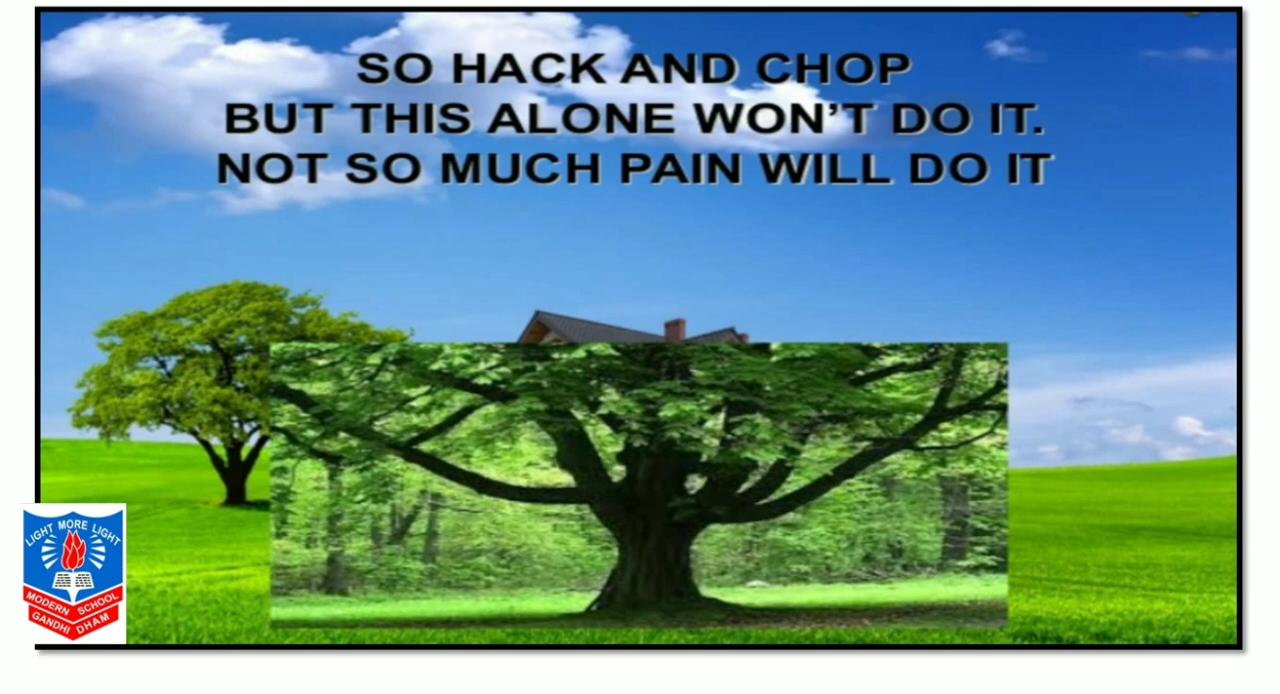 SO HACK AND CHOP
BUT THIS ALONE WON’T DO IT.
NOT SO MUCH PAIN WILL DO IT
LIGHT MORE LIGHT
MODERN SCHOOL
GANDHI DHAM